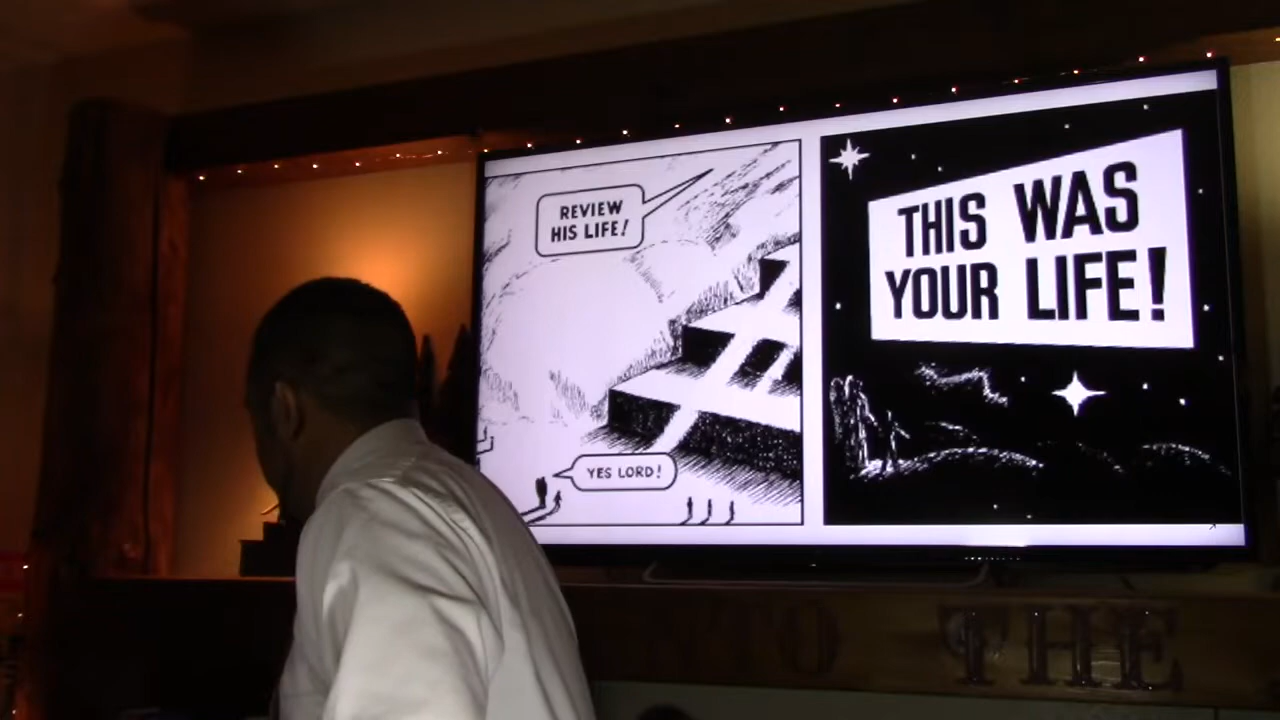 REVIEW
HIS LIFE!
YES LORD!
THIS WAS
YOUR LIFE!
THE